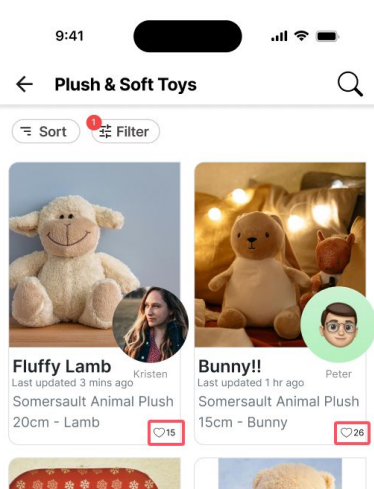 9:41
Plush & Soft Toys
Sort
1
Filter
Fluffy Lamb
Kristen
Last updated 3 mins ago
Somersault Animal Plush
20cm - Lamb
15
Bunny!!
Peter
Last updated 1 hr ago
Somersault Animal Plush
15cm - Bunny
26